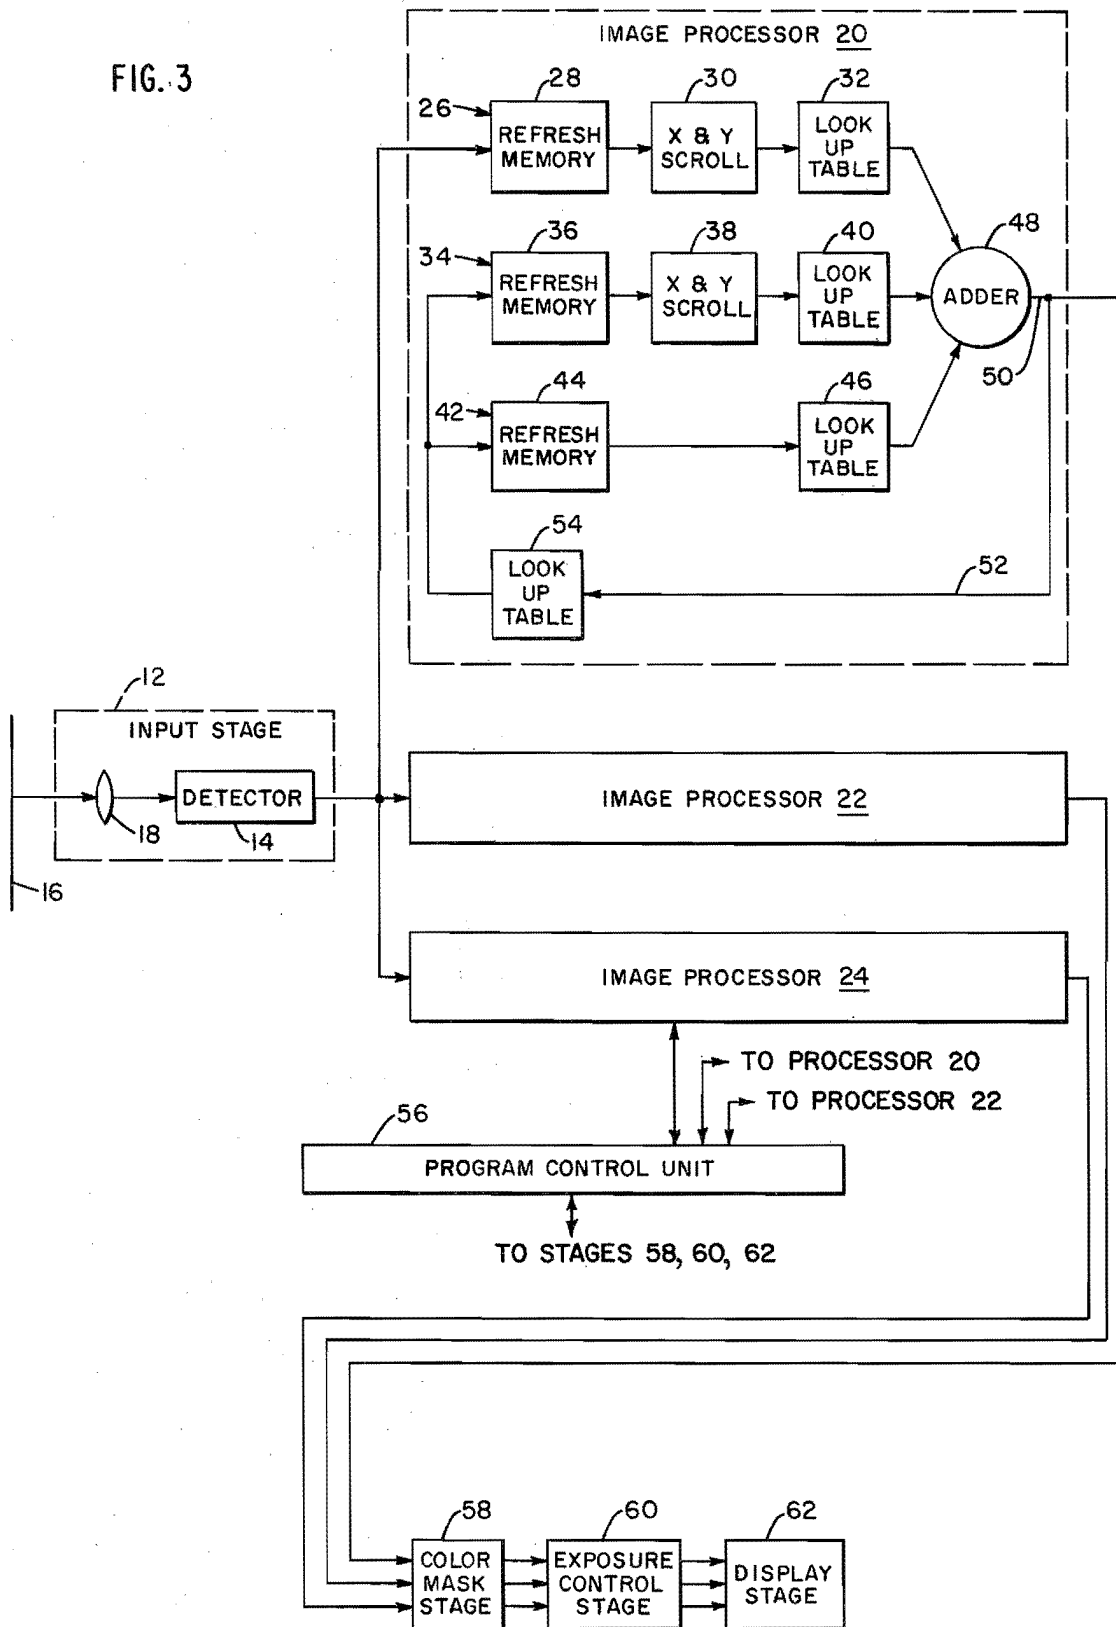 IMAGE PROCESSOR 20
FIG. 3
28
30
32
26
REFRESH
MEMORY
X & Y
SCROLL
LOOK
UP
TABLE
36
38
40
48
34
REFRESH
MEMORY
X & Y
SCROLL
LOOK
UP
TABLE
ADDER
50
44
46
42
REFRESH
MEMORY
LOOK
UP
TABLE
54
LOOK
UP
TABLE
52
12
INPUT STAGE
DETECTOR
18
14
16
IMAGE PROCESSOR 22
IMAGE PROCESSOR 24
TO PROCESSOR 20
TO PROCESSOR 22
56
PROGRAM CONTROL UNIT
TO STAGES 58, 60, 62
58
60
62
COLOR
MASK
STAGE
EXPOSURE
CONTROL
STAGE
DISPLAY
STAGE